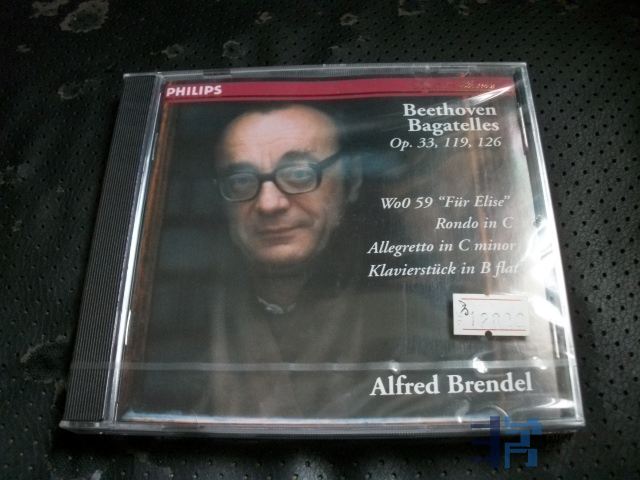 PHILIPS
Beethoven
Bagatelles
Op. 33, 119, 126
Wo0 59 "Für Elise"
Rondo in C
Allegretto in C minor
Klavierstück in B flat
Alfred Brendel